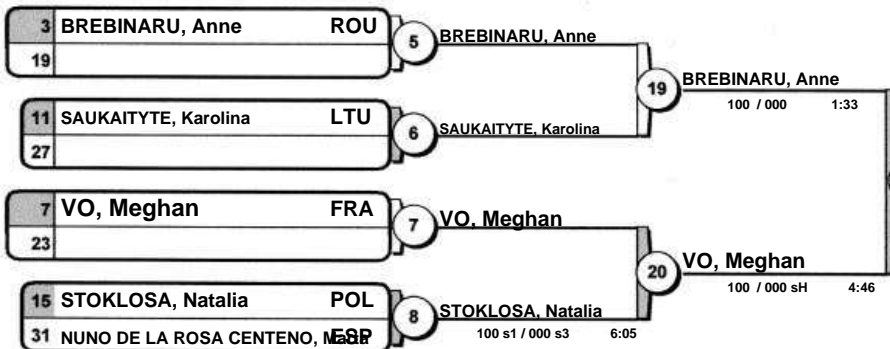 3 BREBINARU, Anne ROU
19
5
BREBINARU, Anne
11 SAUKAITYTE, Karolina LTU
27
6
SAUKAITYTE, Karolina
19
BREBINARU, Anne
100 / 000 1:33
7 VO, Meghan FRA
23
7
VO, Meghan
15 STOKLOSA, Natalia POL
31 NUNO DE LA ROSA CENTENO, ESP
8
STOKLOSA, Natalia
100 s1 / 000 s3 6:05
20
VO, Meghan
100 / 000 sH 4:46